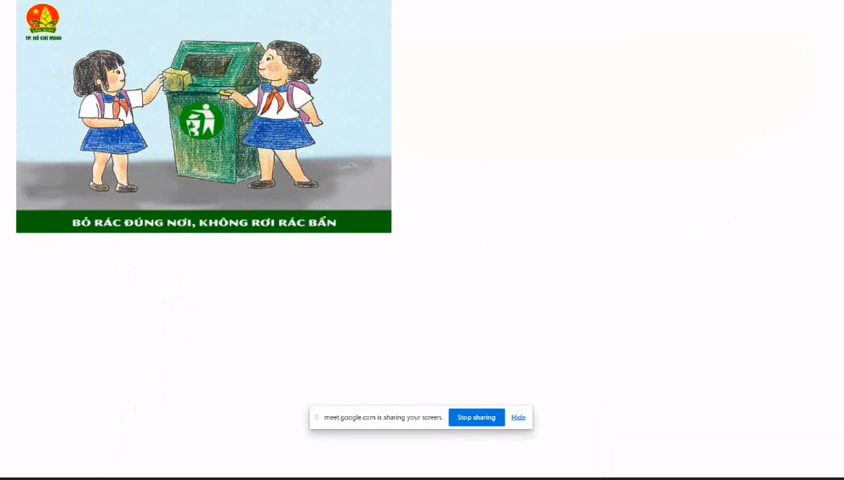 TP. HỒ CHÍ MINH
BỎ RÁC ĐÚNG NƠI, KHÔNG RƠI RÁC BẨN
meet.google.com is sharing your screen.
Stop sharing
Hide